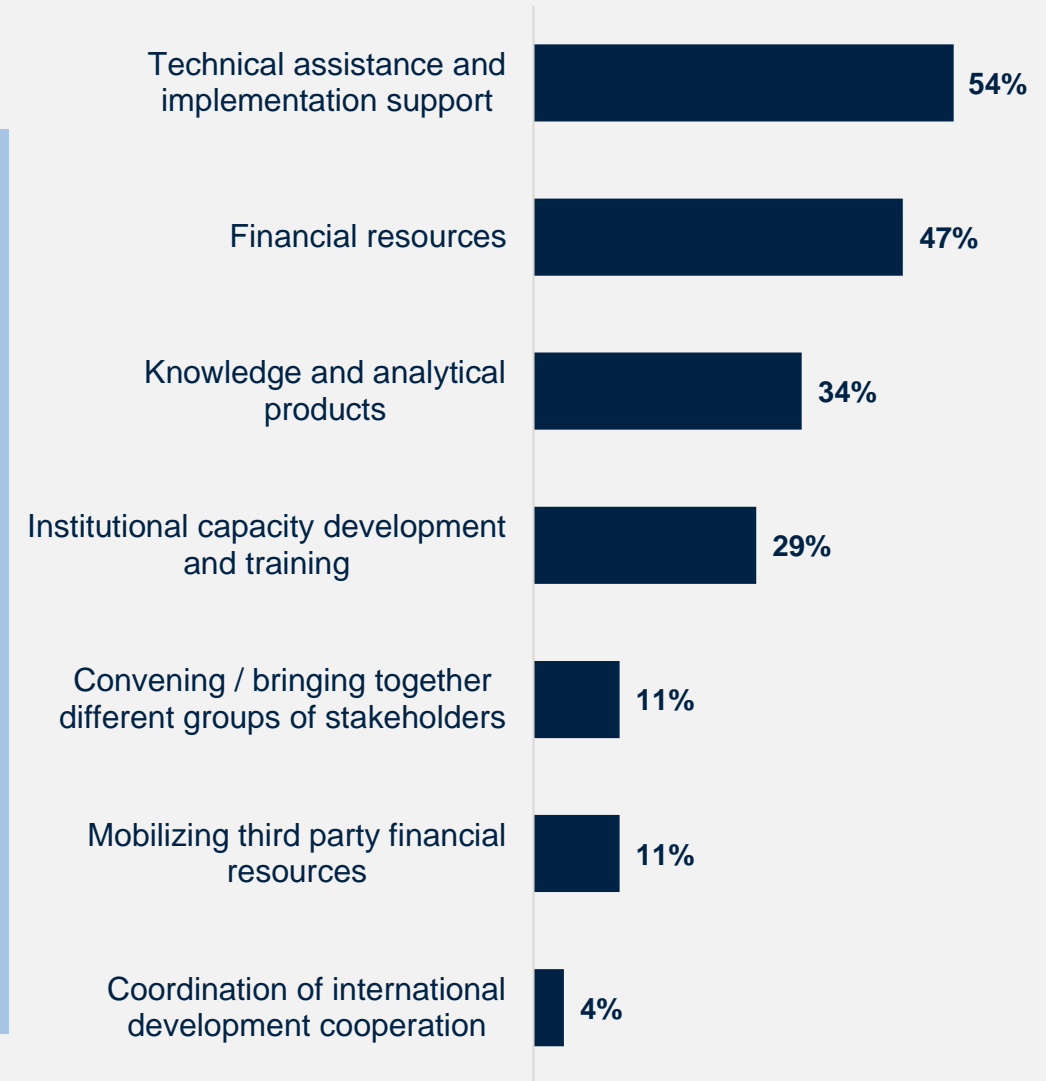 Technical assistance and
implementation support
54%
Financial resources
47%
Knowledge and analytical
products
34%
Institutional capacity development
and training
29%
Convening / bringing together
different groups of stakeholders
11%
Mobilizing third party financial
resources
11%
Coordination of international
development cooperation
4%